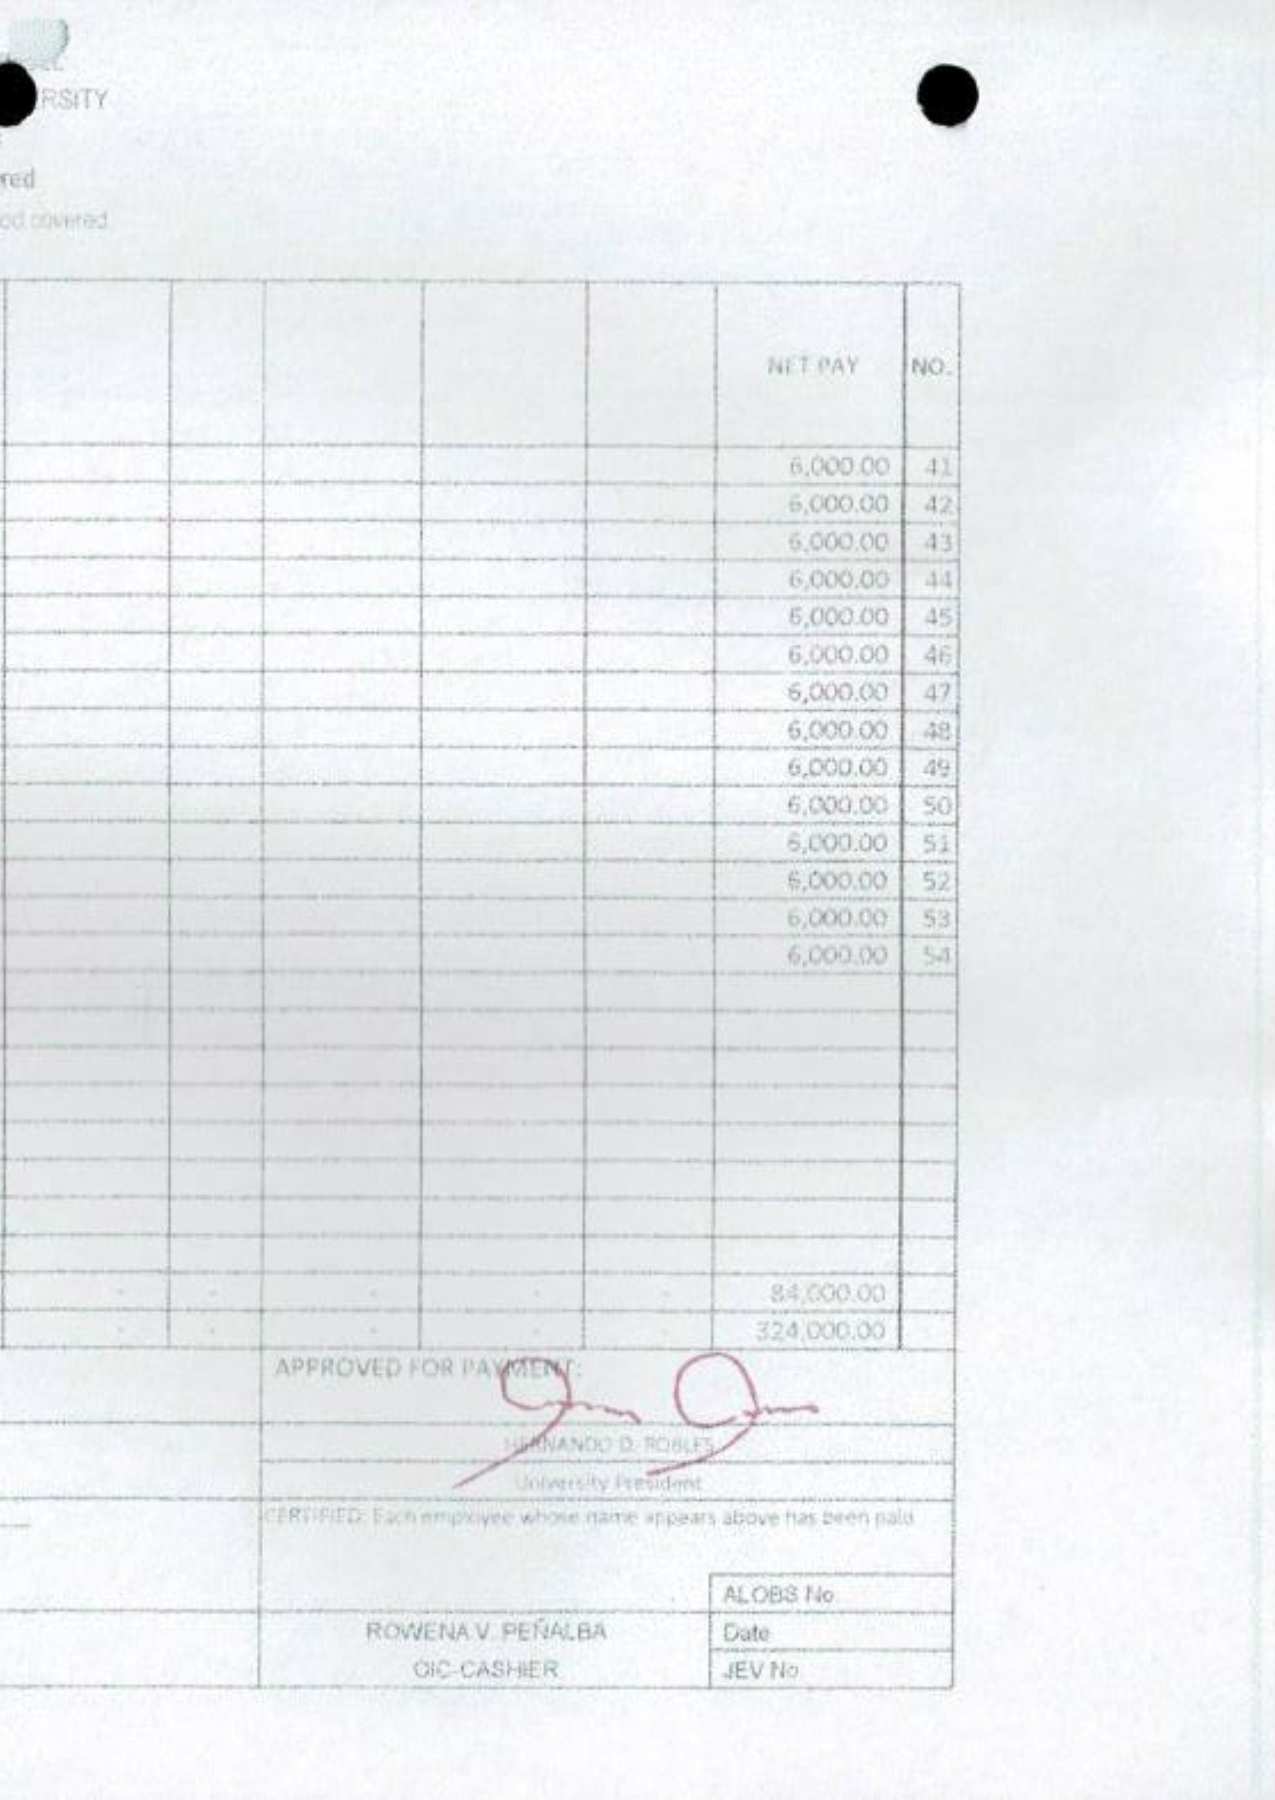 RSITY
red
od covered
NET PAY NO.
6,000.00 41
6,000.00 42
6,000.00 43
6,000.00 44
6,000.00 45
6,000.00 46
6,000.00 47
6,000.00 48
6,000.00 49
6,000.00 50
6,000.00 51
6,000.00 52
6,000.00 53
6,000.00 54
84,000.00
324,000.00
APPROVED FOR PAYMENT:
HERNANDO D. ROBLES
University President
CERTIFIED: Each employee whose name appears above has been paid
ALOBS No
ROWENA V. PEÑALBA Date
OIC-CASHIER JEV No